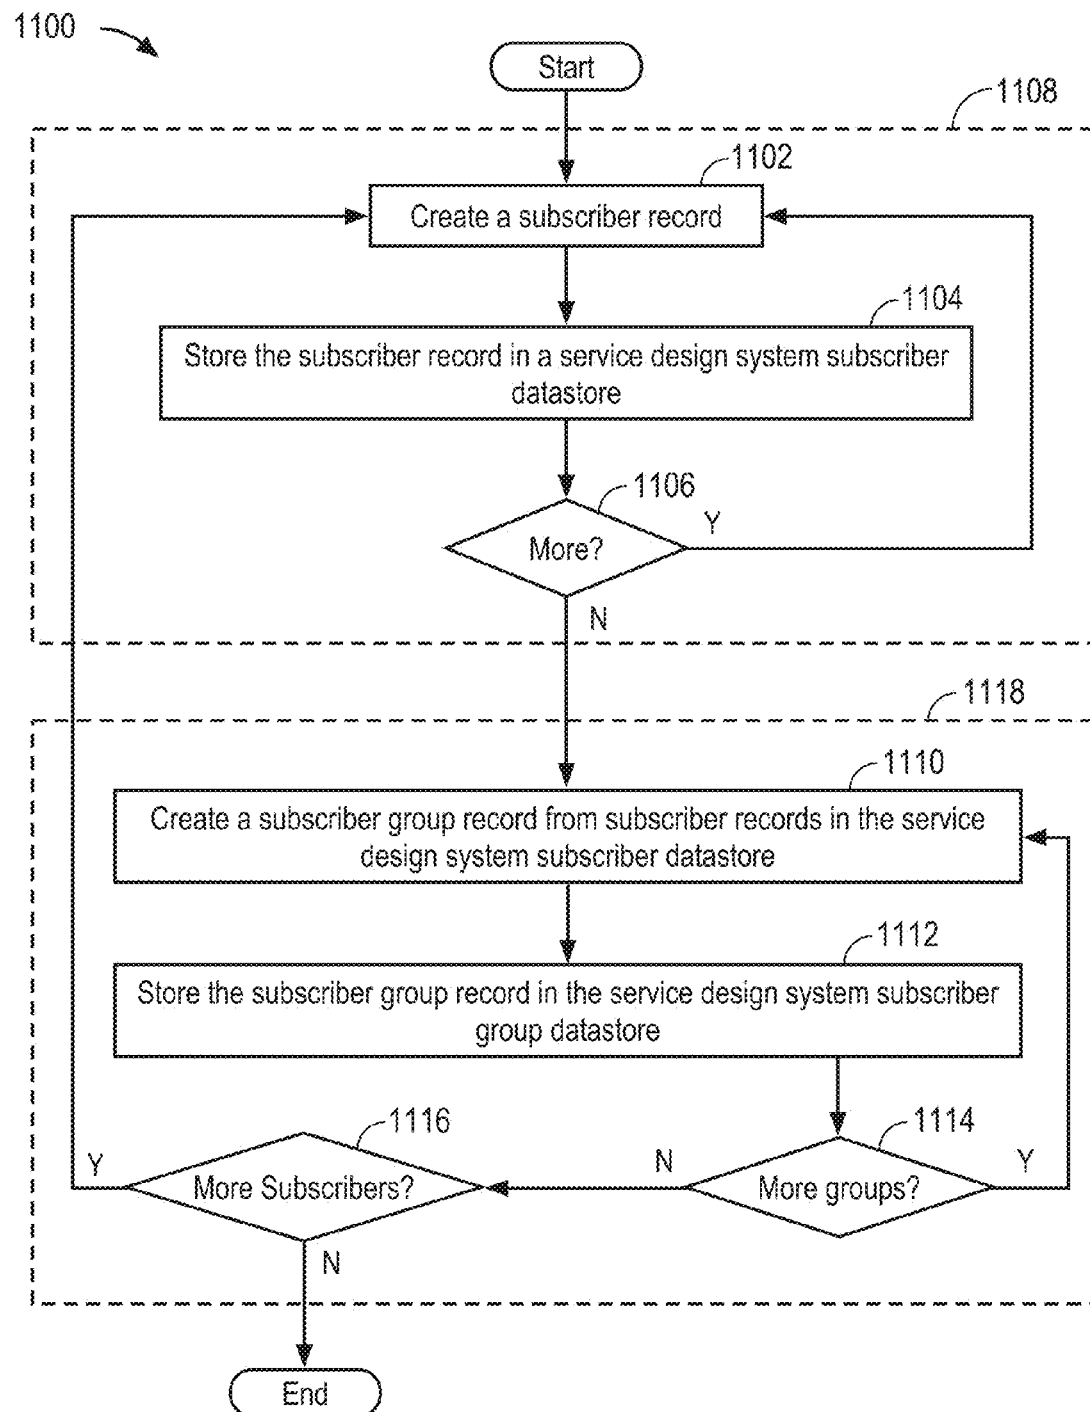 1100
Start
1108
1102
Create a subscriber record
1104
Store the subscriber record in a service design system subscriber
datastore
1106
More?
Y
N
1118
1110
Create a subscriber group record from subscriber records in the service
design system subscriber datastore
1112
Store the subscriber group record in the service design system subscriber
group datastore
1116
1114
Y
More Subscribers?
N
More groups?
Y
N
End